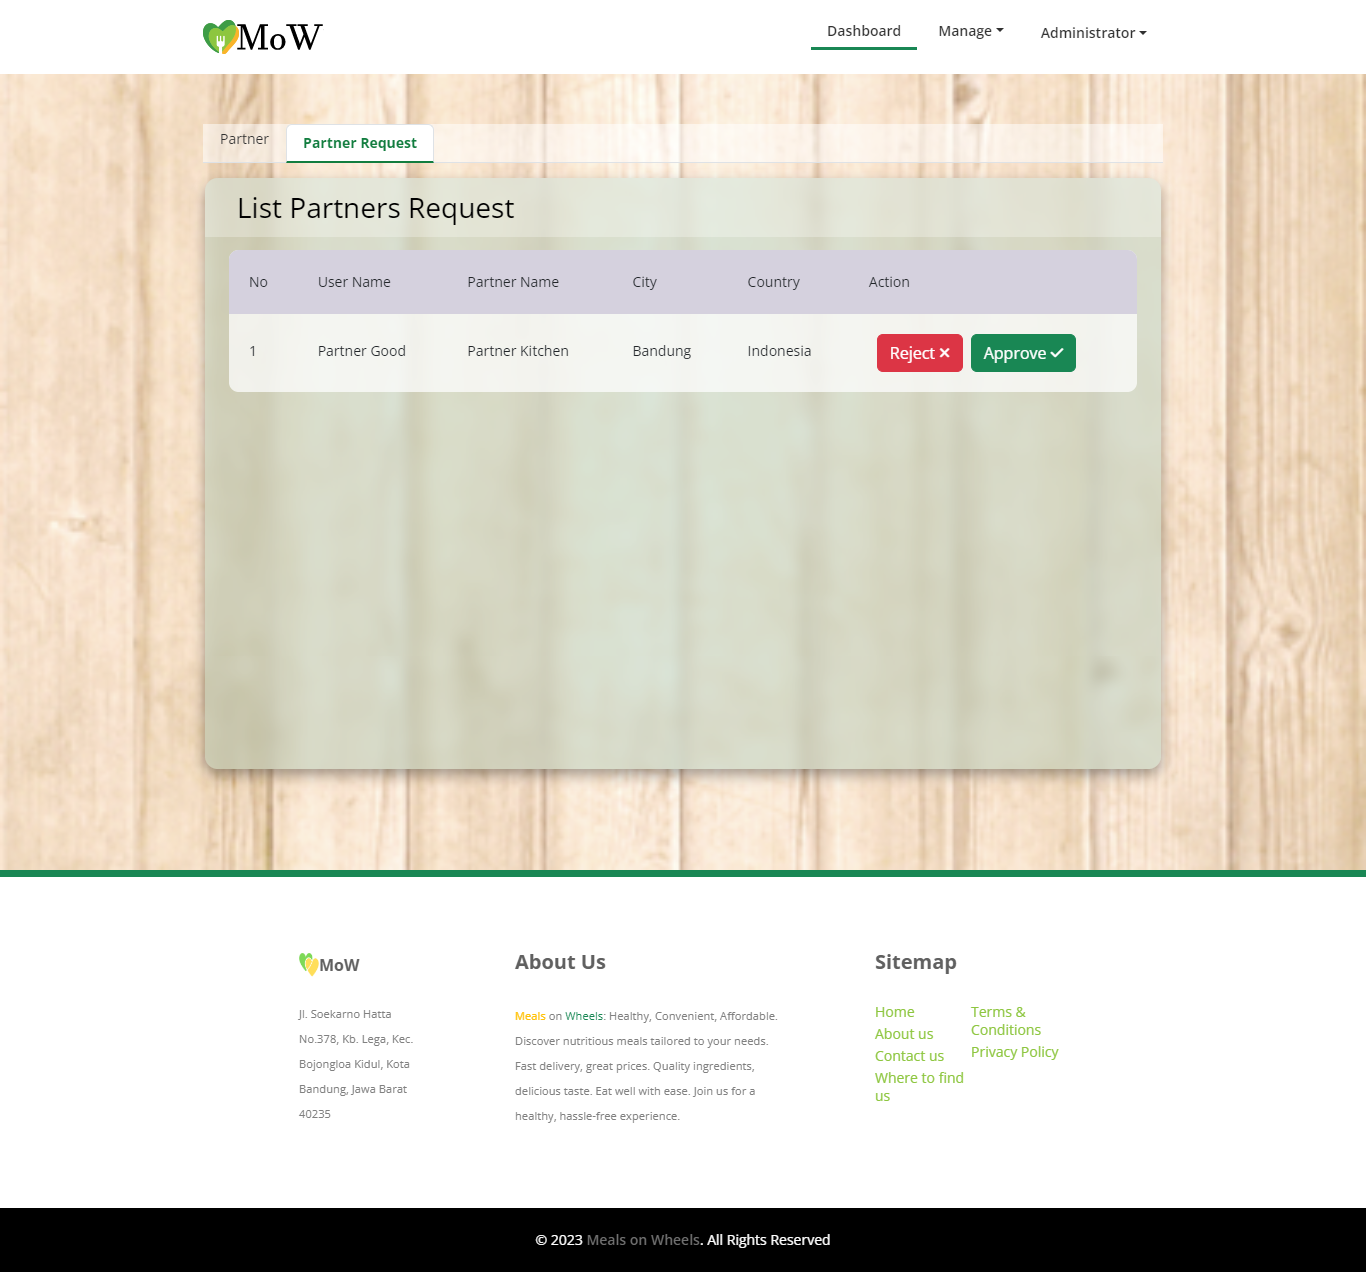 MoW
Dashboard
Manage
Administrator
Partner
Partner Request
List Partners Request
No User Name Partner Name City Country Action
1 Partner Good Partner Kitchen Bandung Indonesia Reject Approve
MoW
Jl. Soekarno Hatta
No.378, Kb. Lega, Kec.
Bojongloa Kidul, Kota
Bandung, Jawa Barat
40235
About Us
Meals on Wheels: Healthy, Convenient, Affordable.
Discover nutritious meals tailored to your needs.
Fast delivery, great prices. Quality ingredients,
delicious taste. Eat well with ease. Join us for a
healthy, hassle-free experience.
Sitemap
Home
About us
Contact us
Where to find
us
Terms &
Conditions
Privacy Policy
© 2023 Meals on Wheels. All Rights Reserved